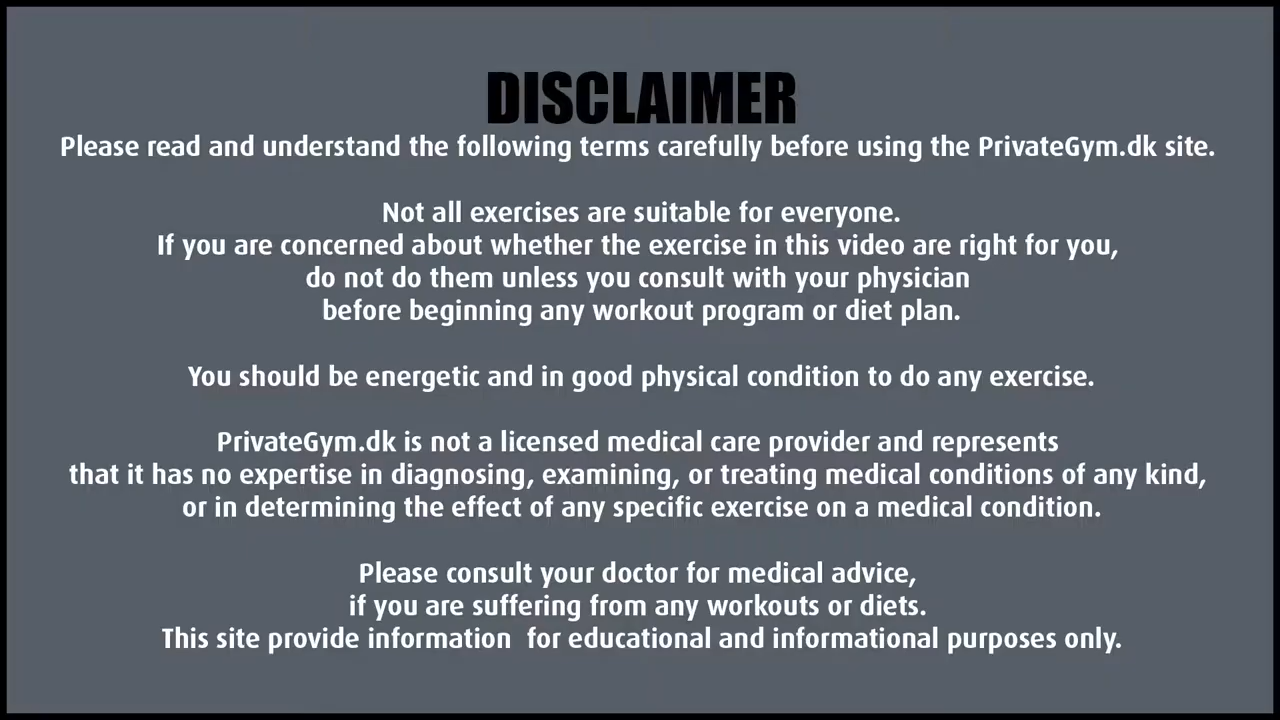 DISCLAIMER
Please read and understand the following terms carefully before using the PrivateGym.dk site.
Not all exercises are suitable for everyone.
If you are concerned about whether the exercise in this video are right for you,
do not do them unless you consult with your physician
before beginning any workout program or diet plan.
You should be energetic and in good physical condition to do any exercise.
PrivateGym.dk is not a licensed medical care provider and represents
that it has no expertise in diagnosing, examining, or treating medical conditions of any kind,
or in determining the effect of any specific exercise on a medical condition.
Please consult your doctor for medical advice,
if you are suffering from any workouts or diets.
This site provide information  for educational and informational purposes only.